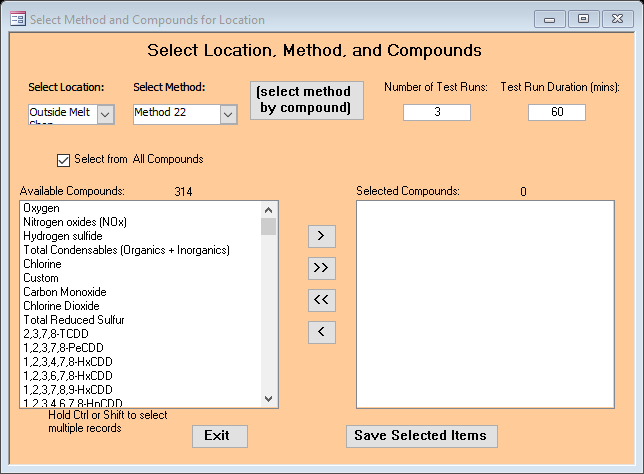 Select Method and Compounds for Location
Select Location, Method, and Compounds
Select Location:
Select Method:
Number of Test Runs:
Test Run Duration (mins):
Outside Melt
Shop
Method 22
(select method
by compound)
3
60
Select from All Compounds
Available Compounds: 314
Selected Compounds: 0
Oxygen
Nitrogen oxides (NOx)
Hydrogen sulfide
Total Condensables (Organics + Inorganics)
Chlorine
Custom
Carbon Monoxide
Chlorine Dioxide
Total Reduced Sulfur
2,3,7,8-TCDD
1,2,3,7,8-PeCDD
1,2,3,4,7,8-HxCDD
1,2,3,6,7,8-HxCDD
1,2,3,7,8,9-HxCDD
1,2,3,4,6,7,8-HpCDD
>
>>
<<
<
Hold Ctrl or Shift to select
multiple records
Exit
Save Selected Items